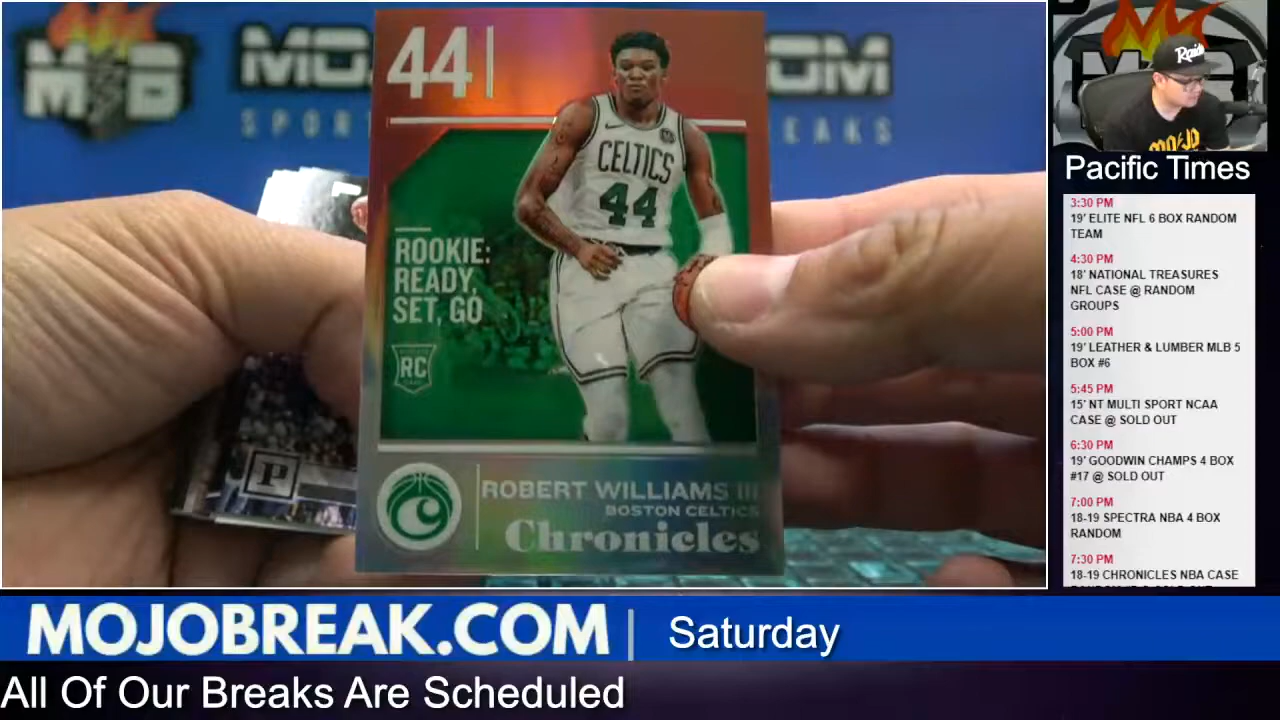 44
CELTICS
44
ROOKIE:
READY,
SET, GO
RC
P
ROBERT WILLIAMS III
BOSTON CELTICS
Chronicles
Pacific Times
3:30 PM
19' ELITE NFL 6 BOX RANDOM
TEAM
4:30 PM
18' NATIONAL TREASURES
NFL CASE @ RANDOM
GROUPS
5:00 PM
19' LEATHER & LUMBER MLB 5
BOX #6
5:45 PM
15' NT MULTI SPORT NCAA
CASE @ SOLD OUT
6:30 PM
19' GOODWIN CHAMPS 4 BOX
#17 @ SOLD OUT
7:00 PM
18-19 SPECTRA NBA 4 BOX
RANDOM
7:30 PM
18-19 CHRONICLES NBA CASE
MOJOBREAK.COM | Saturday
All Of Our Breaks Are Scheduled